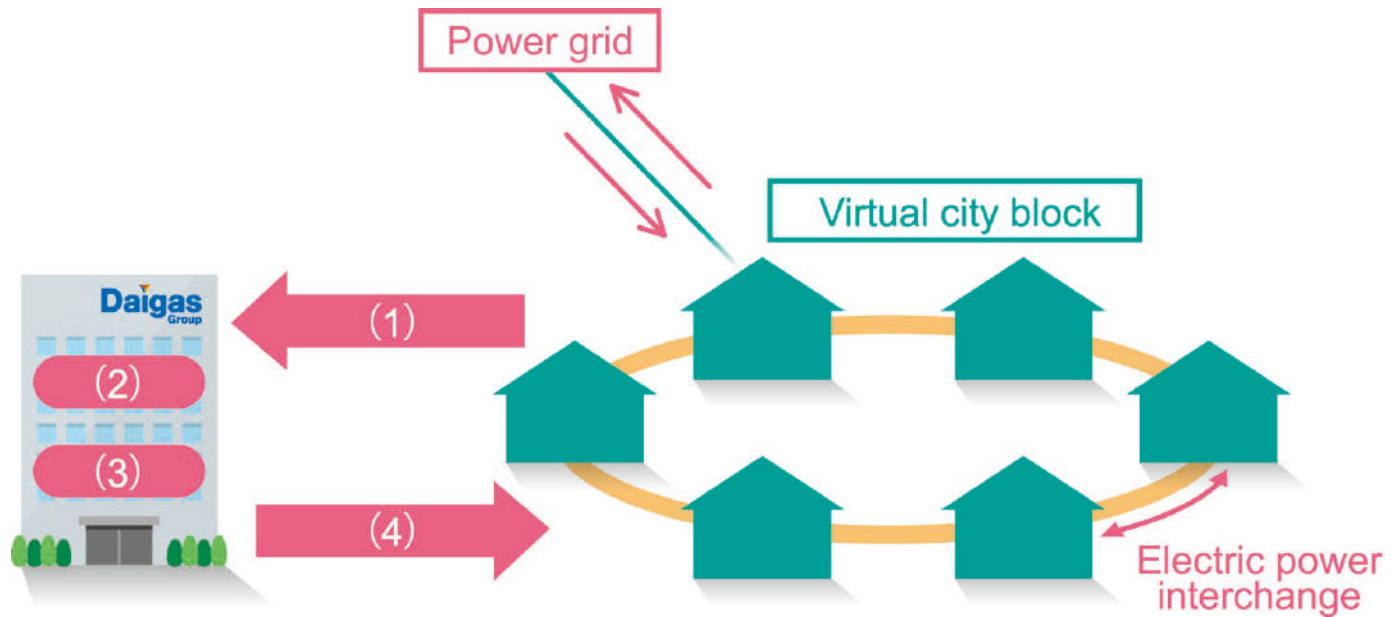 Power grid
Virtual city block
Daigas
Group
(1)
(2)
(3)
(4)
Electric power
interchange